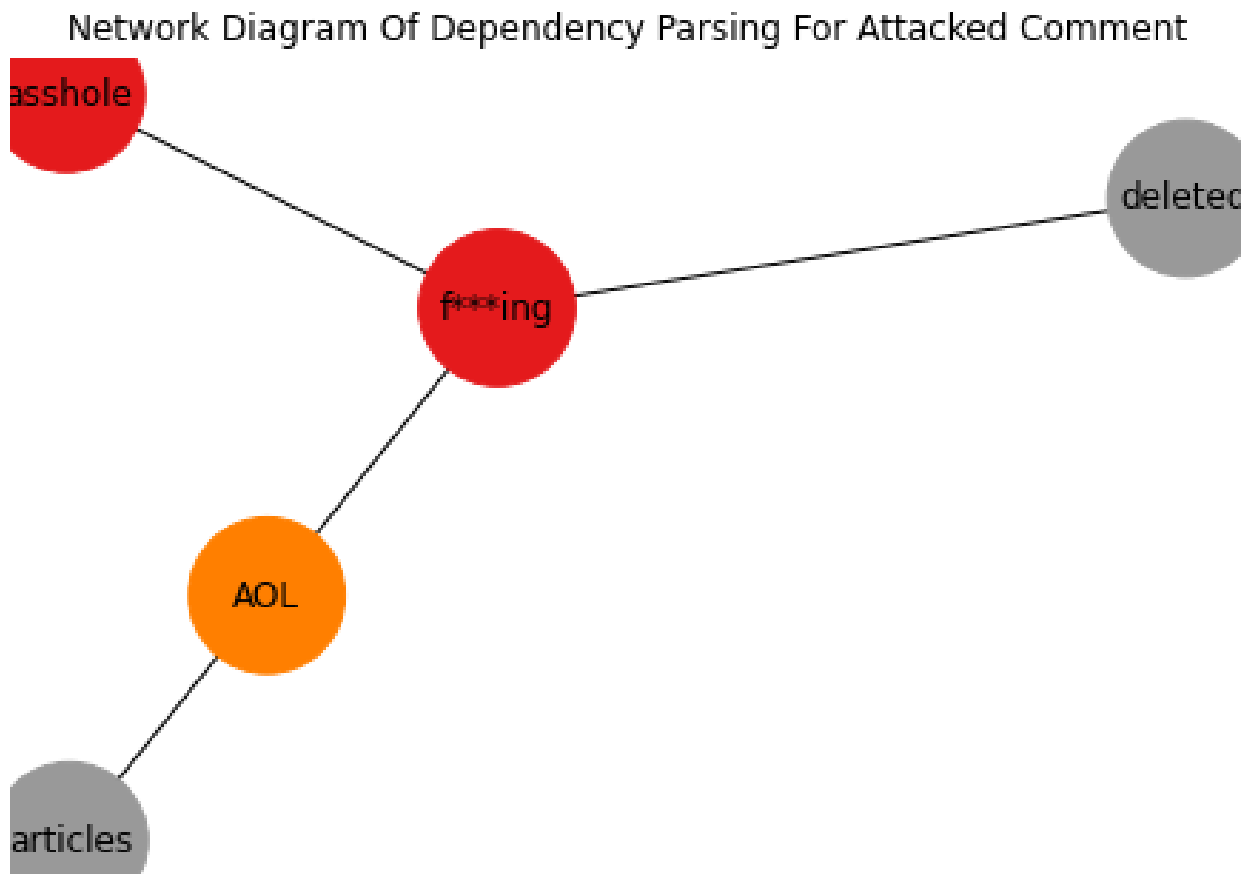 Network Diagram Of Dependency Parsing For Attacked Comment
asshole
deleted
f***ing
AOL
articles